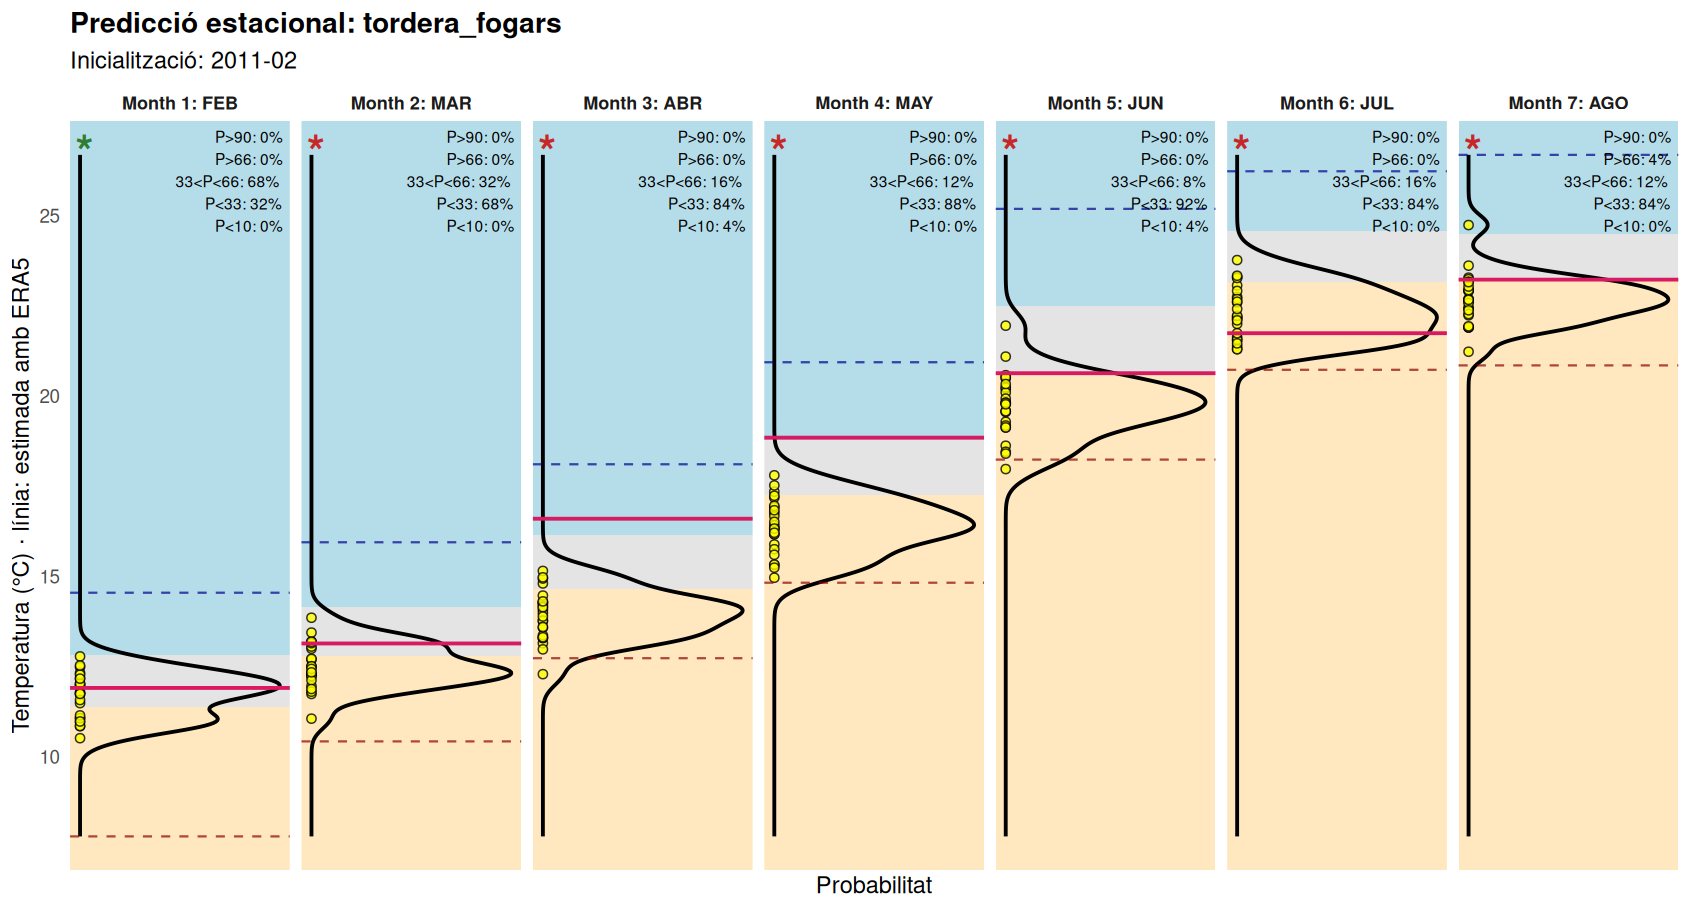 Predicció estacional: tordera_fogars
Inicialització: 2011-02
Month 1: FEB
Month 2: MAR
Month 3: ABR
Month 4: MAY
Month 5: JUN
Month 6: JUL
Month 7: AGO
*
P>90: 0%
P>66: 0%
33<P<66: 68%
P<33: 32%
P<10: 0%
*
P>90: 0%
P>66: 0%
33<P<66: 32%
P<33: 68%
P<10: 0%
*
P>90: 0%
P>66: 0%
33<P<66: 16%
P<33: 84%
P<10: 4%
*
P>90: 0%
P>66: 0%
33<P<66: 12%
P<33: 88%
P<10: 0%
*
P>90: 0%
P>66: 0%
33<P<66: 8%
P<33: 92%
P<10: 4%
*
P>90: 0%
P>66: 0%
33<P<66: 16%
P<33: 84%
P<10: 0%
*
P>90: 0%
P>66: 4%
33<P<66: 12%
P<33: 84%
P<10: 0%
25
20
15
10
Temperatura (°C) · línia: estimada amb ERA5
Probabilitat